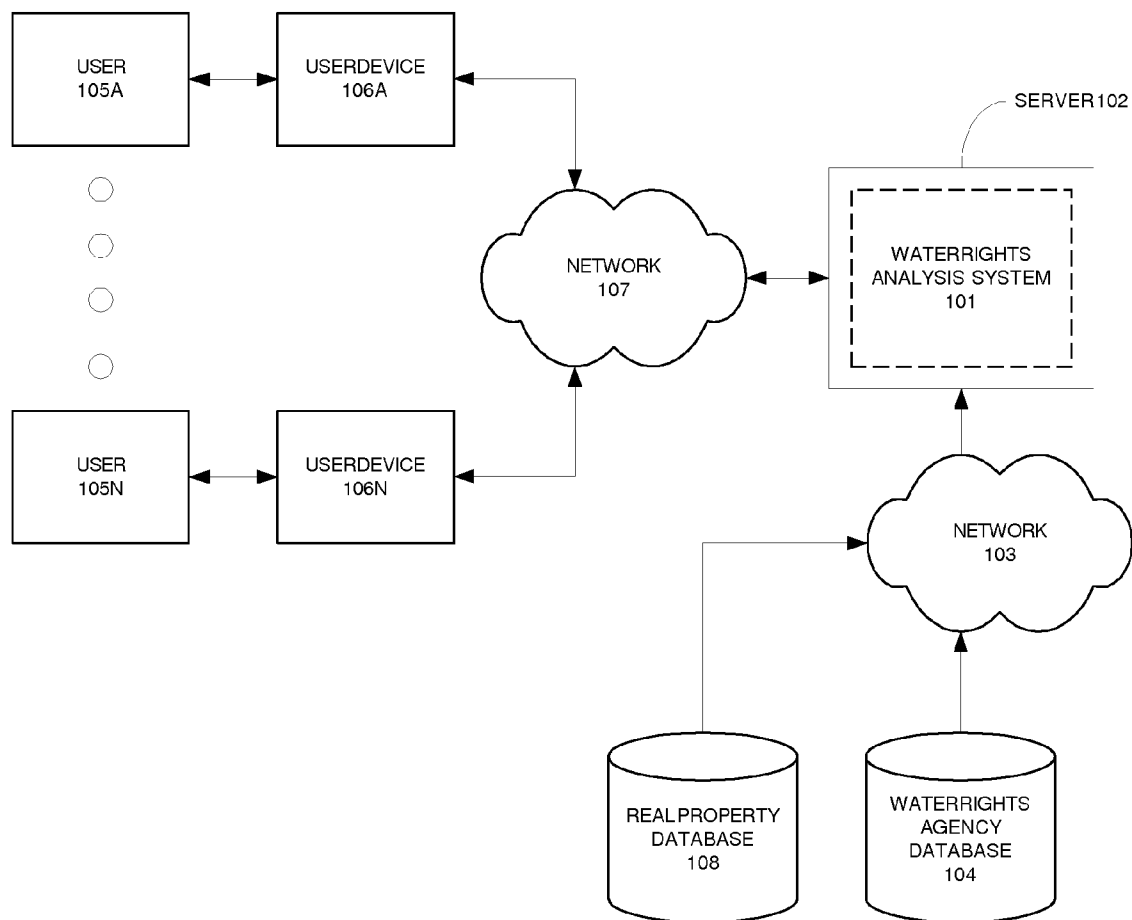 USER
105A
USERDEVICE
106A
SERVER102
NETWORK
107
WATERRIGHTS
ANALYSIS SYSTEM
101
USER
105N
USERDEVICE
106N
NETWORK
103
REALPROPERTY
DATABASE
108
WATERRIGHTS
AGENCY
DATABASE
104